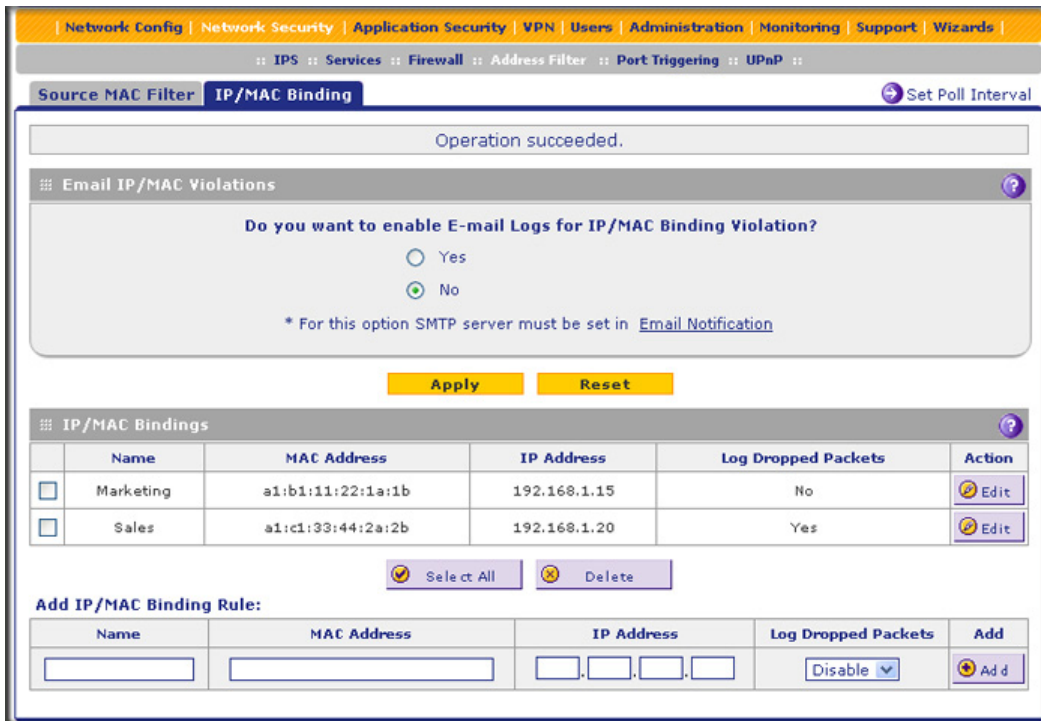 | Network Config | Network Security | Application Security | VPN | Users | Administration | Monitoring | Support | Wizards |
:: IPS :: Services :: Firewall :: Address Filter :: Port Triggering :: UPnP ::
Source MAC Filter IP/MAC Binding Set Poll Interval
Operation succeeded.
Email IP/MAC Violations ?
Do you want to enable E-mail Logs for IP/MAC Binding Violation?
Yes
No
* For this option SMTP server must be set in Email Notification
Apply Reset
IP/MAC Bindings ?
Name MAC Address IP Address Log Dropped Packets Action
Marketing a1:b1:11:22:1a:1b 192.168.1.15 No Edit
Sales a1:c1:33:44:2a:2b 192.168.1.20 Yes Edit
Select All Delete
Add IP/MAC Binding Rule:
Name MAC Address IP Address Log Dropped Packets Add
. . . Disable Add